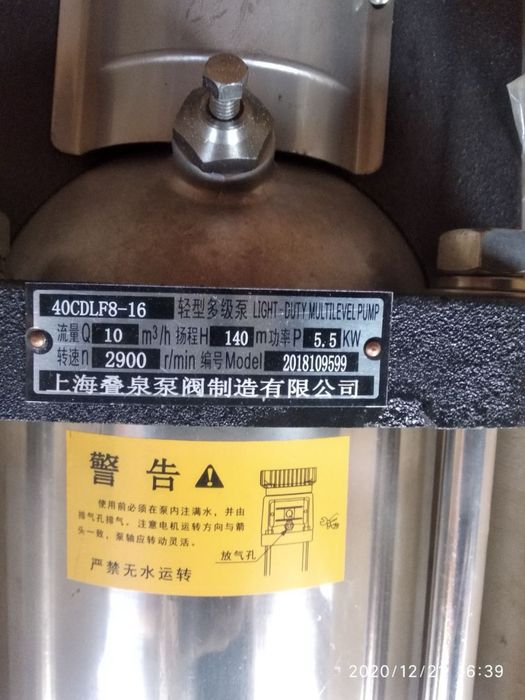 40CDLF8-16 轻型多级泵 LIGHT-DUTY MULTILEVEL PUMP
流量Q 10 m³/h 扬程H 140 m功率P 5.5 KW
转速n 2900 r/min 编号Model 2018109599
上海叠泉泵阀制造有限公司
警告
使用前必须在泵内注满水，并由
排气孔排气，注意电机运转方向与箭
头一致，泵轴应转动灵活。
放气孔
严禁无水运转